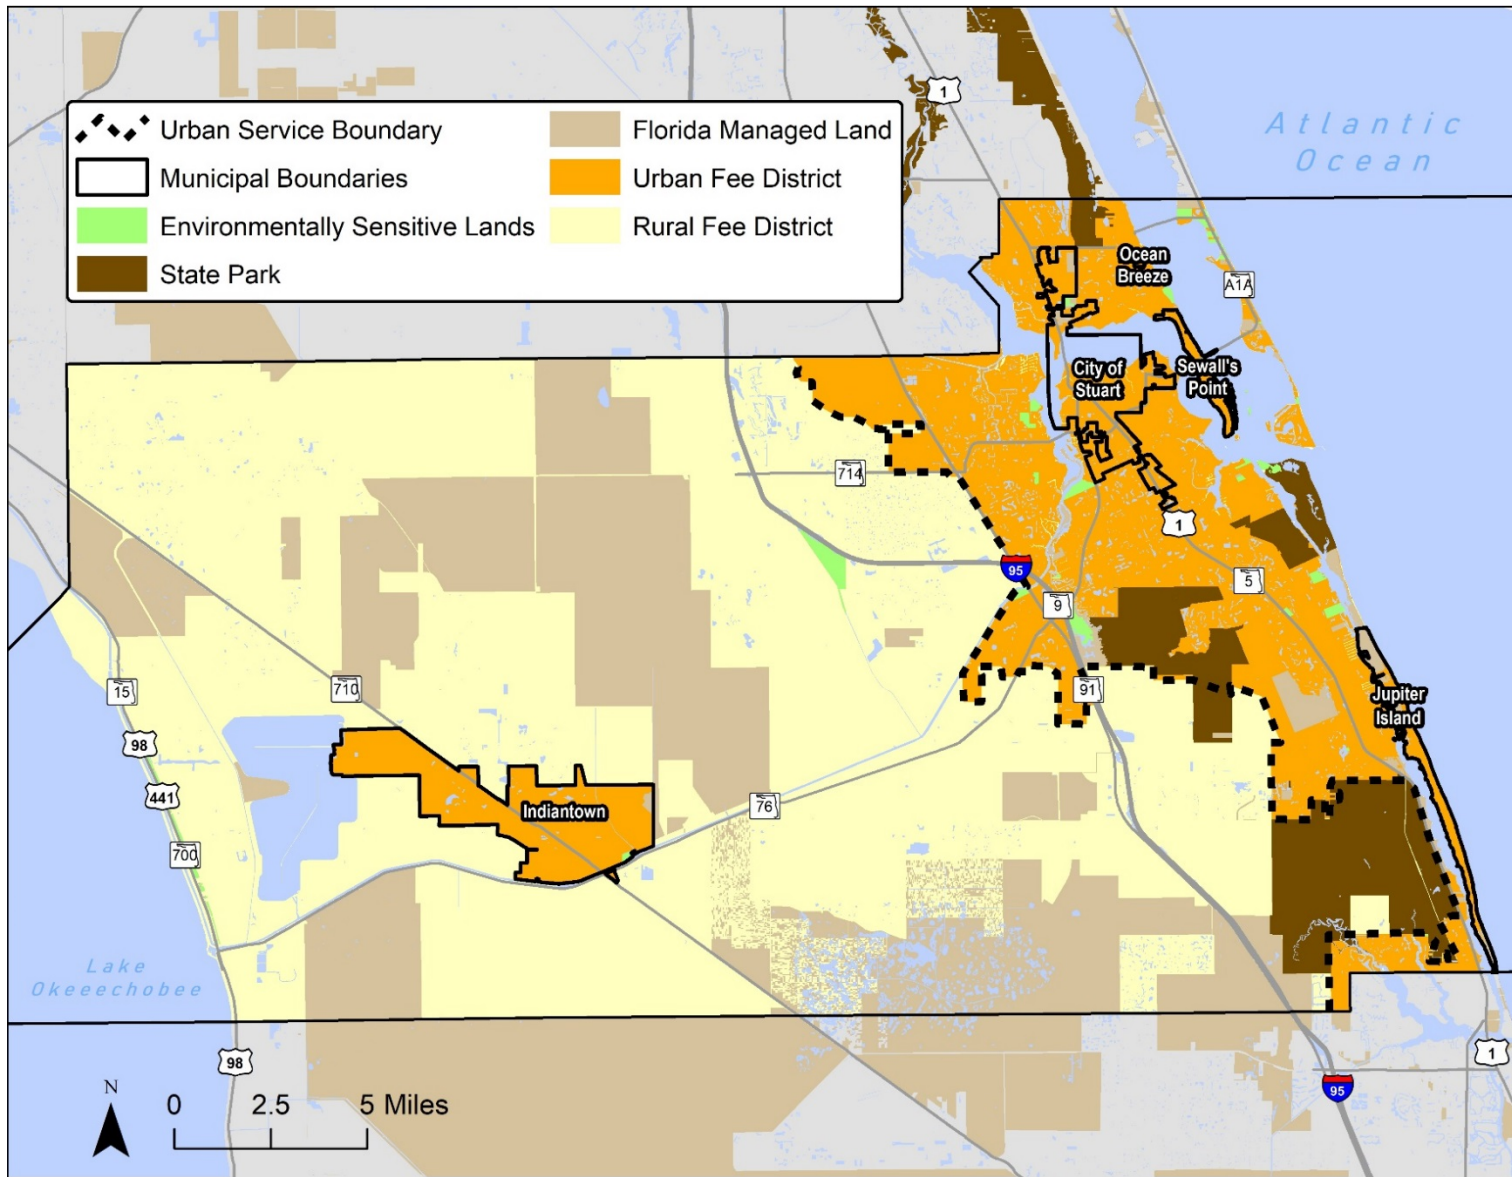 1
Atlantic
Ocean
Urban Service Boundary
Florida Managed Land
Municipal Boundaries
Urban Fee District
Environmentally Sensitive Lands
Rural Fee District
State Park
Ocean
Breeze
A1A
City of
Stuart
Sewall's
Point
714
1
95
5
9
15
710
91
Jupiter
Island
98
441
Indiantown
76
700
Lake
Okeeechobee
98
1
95
N
0 2.5 5 Miles